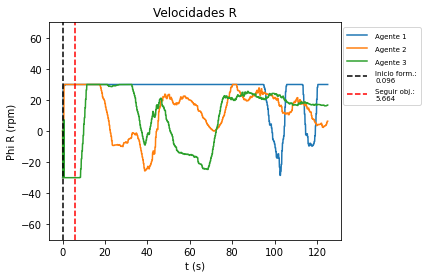 Velocidades R
Phi R (rpm)
60
40
20
0
−20
−40
−60
0
20
40
60
80
100
120
t (s)
Agente 1
Agente 2
Agente 3
Inicio form.:
0.096
Seguir obj.:
5.664